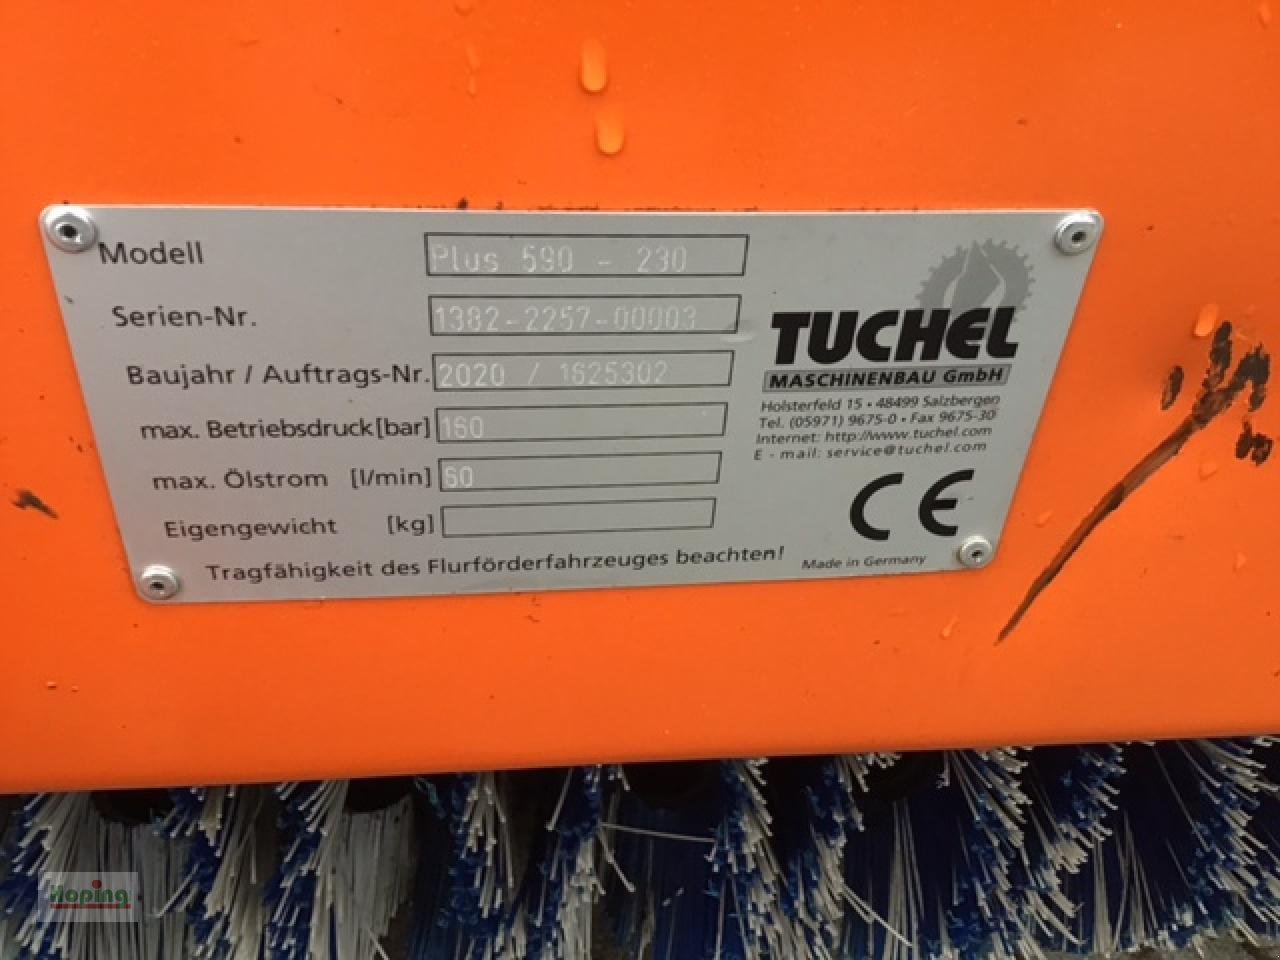 Modell Plus 590 - 230
Serien-Nr. 1382-2257-00003
Baujahr / Auftrags-Nr. 2020 / 1625302
max. Betriebsdruck[bar] 160
max. Ölstrom [l/min] 60
Eigengewicht [kg]
Tragfähigkeit des Flurförderfahrzeuges beachten!
TUCHEL
MASCHINENBAU GmbH
Holsterfeld 15 • 48499 Salzbergen
Tel. (05971) 9675-0 • Fax 9675-30
Internet: http://www.tuchel.com
E - mail: service@tuchel.com
CE
Made in Germany
Hoping